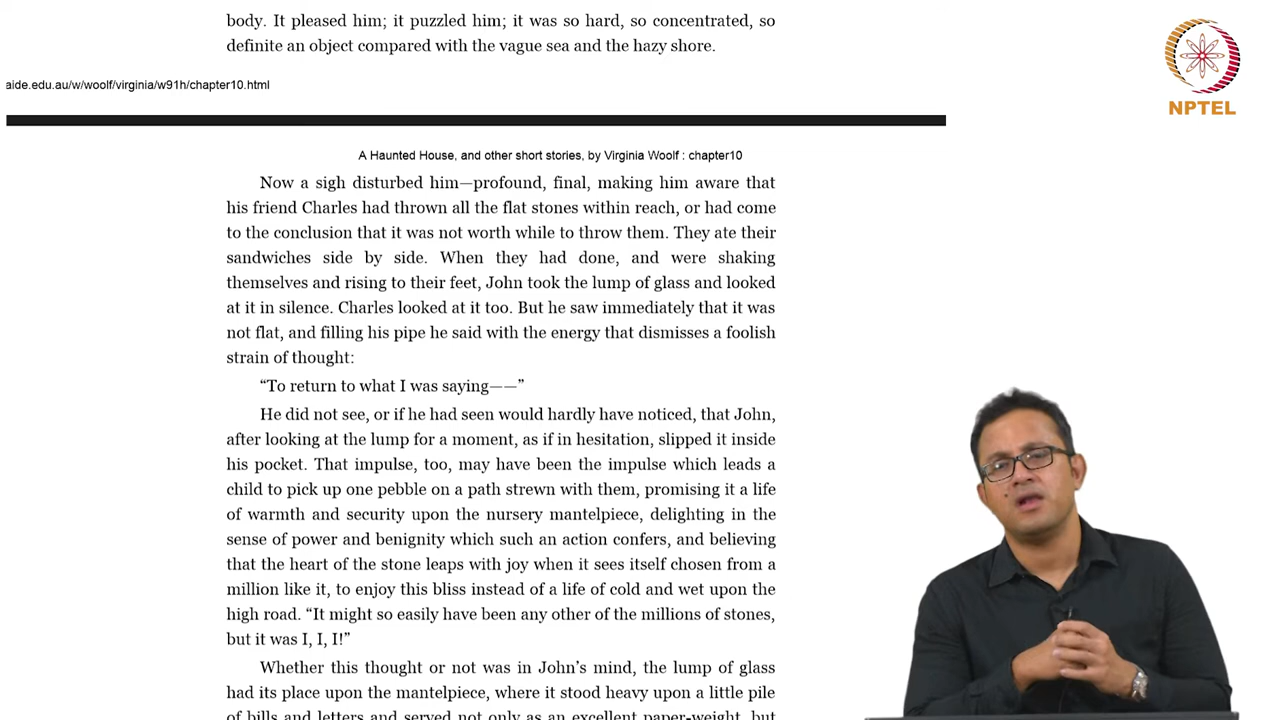 body. It pleased him; it puzzled him; it was so hard, so concentrated, so
definite an object compared with the vague sea and the hazy shore.
NPTEL
aide.edu.au/w/woolf/virginia/w91h/chapter10.html
A Haunted House, and other short stories, by Virginia Woolf : chapter10
Now a sigh disturbed him—profound, final, making him aware that
his friend Charles had thrown all the flat stones within reach, or had come
to the conclusion that it was not worth while to throw them. They ate their
sandwiches side by side. When they had done, and were shaking
themselves and rising to their feet, John took the lump of glass and looked
at it in silence. Charles looked at it too. But he saw immediately that it was
not flat, and filling his pipe he said with the energy that dismisses a foolish
strain of thought:
“To return to what I was saying——”
He did not see, or if he had seen would hardly have noticed, that John,
after looking at the lump for a moment, as if in hesitation, slipped it inside
his pocket. That impulse, too, may have been the impulse which leads a
child to pick up one pebble on a path strewn with them, promising it a life
of warmth and security upon the nursery mantelpiece, delighting in the
sense of power and benignity which such an action confers, and believing
that the heart of the stone leaps with joy when it sees itself chosen from a
million like it, to enjoy this bliss instead of a life of cold and wet upon the
high road. “It might so easily have been any other of the millions of stones,
but it was I, I, I!”
Whether this thought or not was in John’s mind, the lump of glass
had its place upon the mantelpiece, where it stood heavy upon a little pile
of bills and letters and served not only as an excellent paper-weight, but